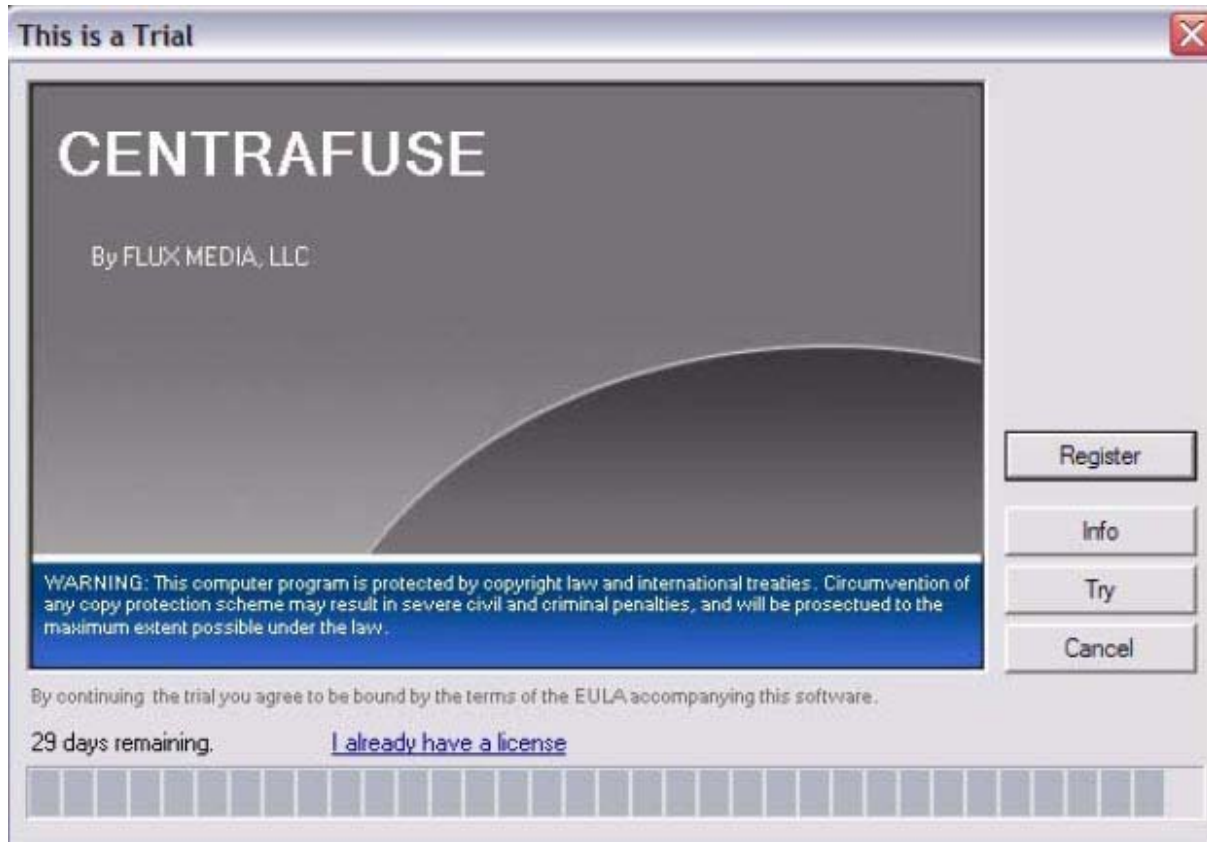 This is a Trial
CENTRAFUSE
By FLUX MEDIA, LLC
WARNING: This computer program is protected by copyright law and international treaties. Circumvention of
any copy protection scheme may result in severe civil and criminal penalties, and will be prosectued to the
maximum extent possible under the law.
Register
Info
Try
Cancel
By continuing the trial you agree to be bound by the terms of the EULA accompanying this software.
29 days remaining.
I already have a license